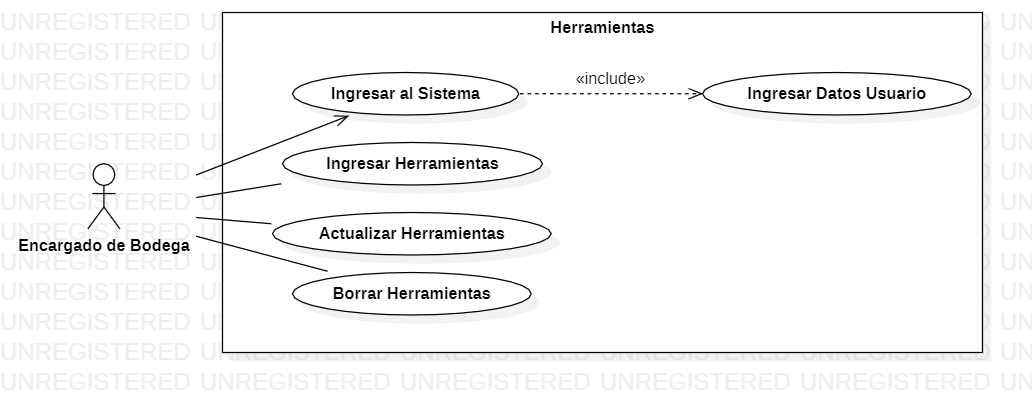 Herramientas
«include»
Ingresar al Sistema
Ingresar Datos Usuario
Ingresar Herramientas
Actualizar Herramientas
Encargado de Bodega
Borrar Herramientas
UNREGISTERED UNREGISTERED UNREGISTERED UNREGISTERED UNREGISTERED UN